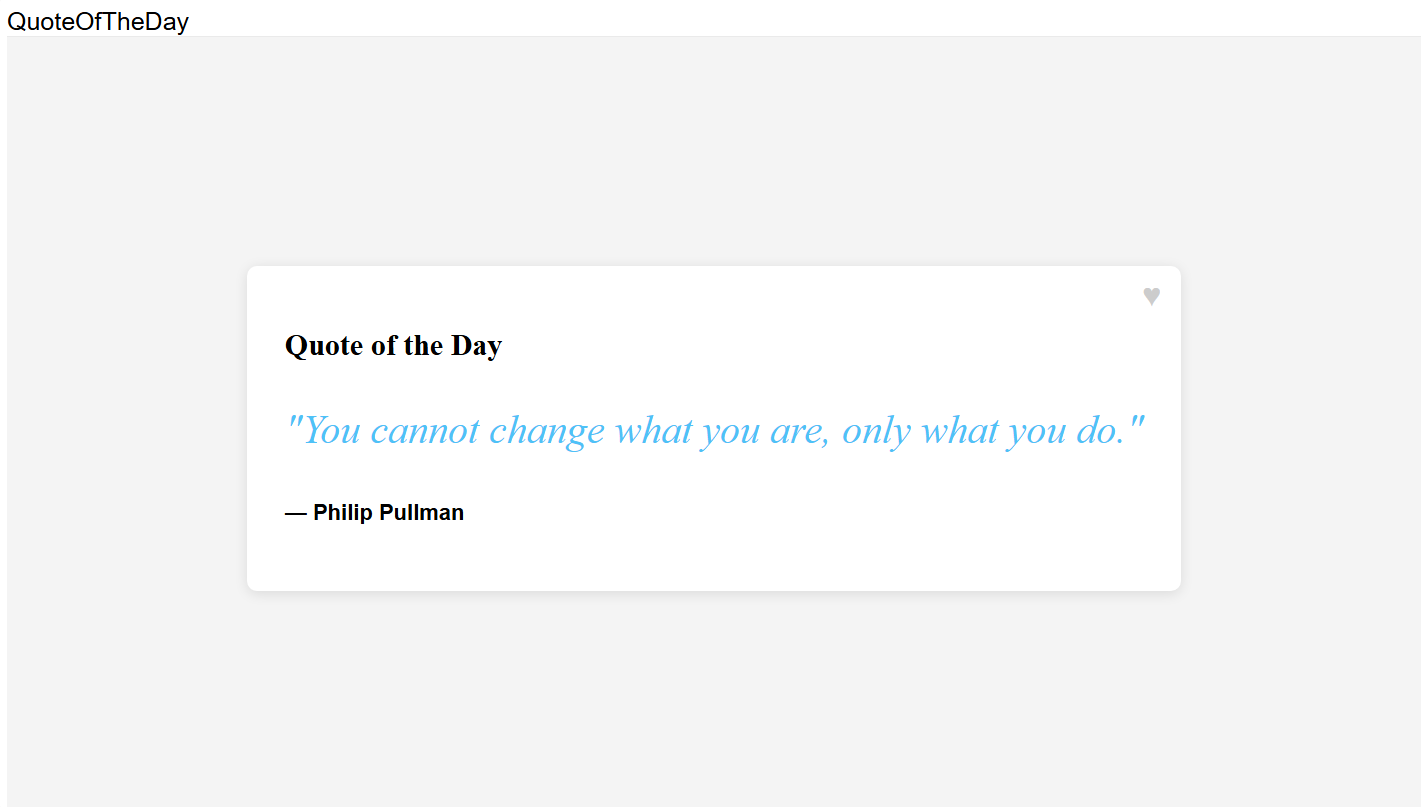 QuoteOfTheDay
Quote of the Day
"You cannot change what you are, only what you do."
— Philip Pullman